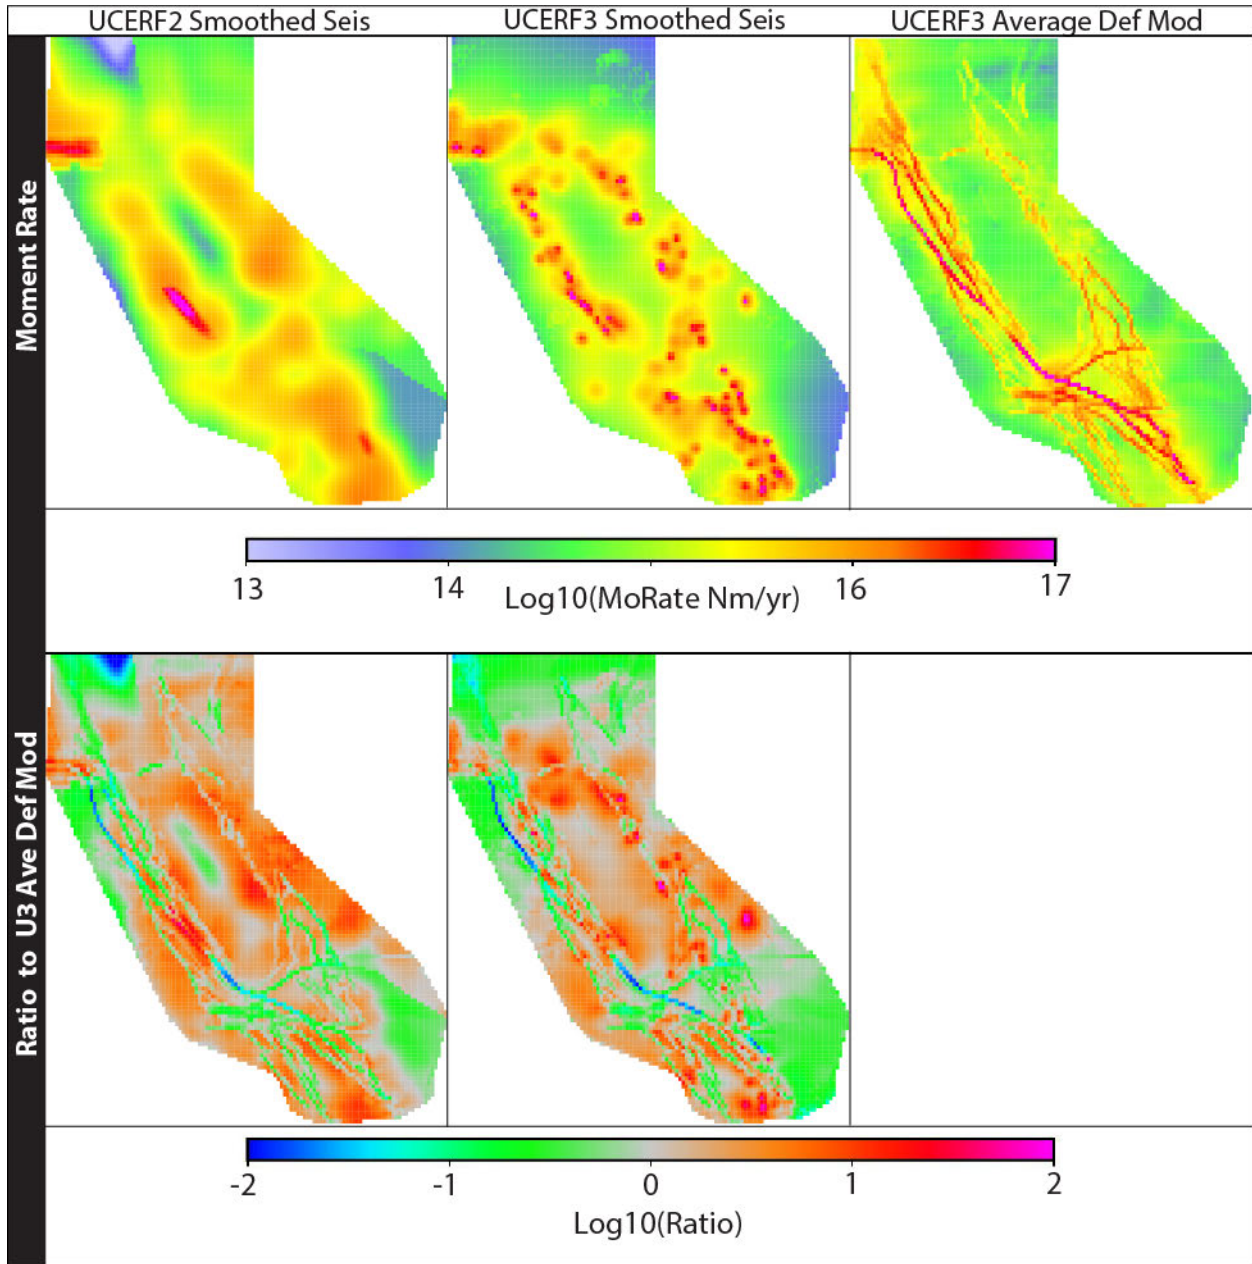 UCERF2 Smoothed Seis
UCERF3 Smoothed Seis
UCERF3 Average Def Mod
Moment Rate
13
14
16
17
Log10(MoRate Nm/yr)
Ratio to U3 Ave Def Mod
-2
-1
0
1
2
Log10(Ratio)